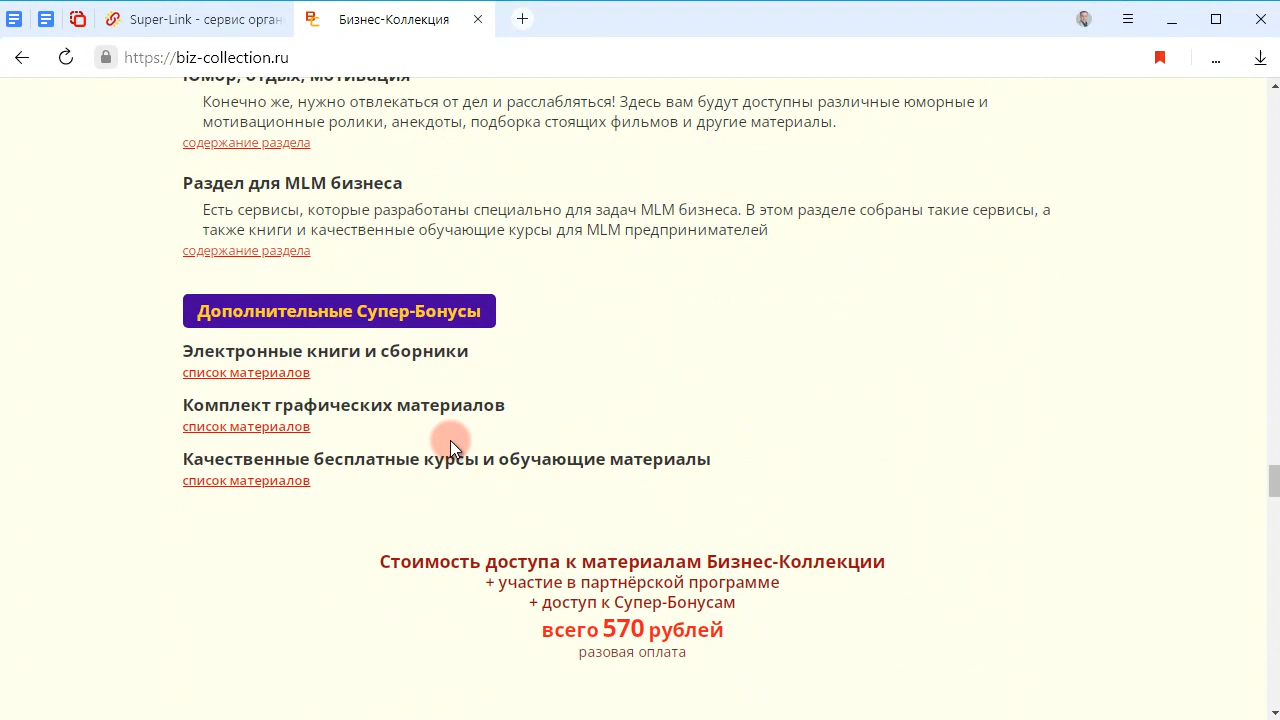 Super-Link - сервис орган
Бизнес-Коллекция
https://biz-collection.ru
Юмор, отдых, мотивация
Конечно же, нужно отвлекаться от дел и расслабляться! Здесь вам будут доступны различные юморные и
мотивационные ролики, анекдоты, подборка стоящих фильмов и другие материалы.
содержание раздела
Раздел для MLM бизнеса
Есть сервисы, которые разработаны специально для задач MLM бизнеса. В этом разделе собраны такие сервисы, а
также книги и качественные обучающие курсы для MLM предпринимателей
содержание раздела
Дополнительные Супер-Бонусы
Электронные книги и сборники
список материалов
Комплект графических материалов
список материалов
Качественные бесплатные курсы и обучающие материалы
список материалов
Стоимость доступа к материалам Бизнес-Коллекции
+ участие в партнёрской программе
+ доступ к Супер-Бонусам
всего 570 рублей
разовая оплата